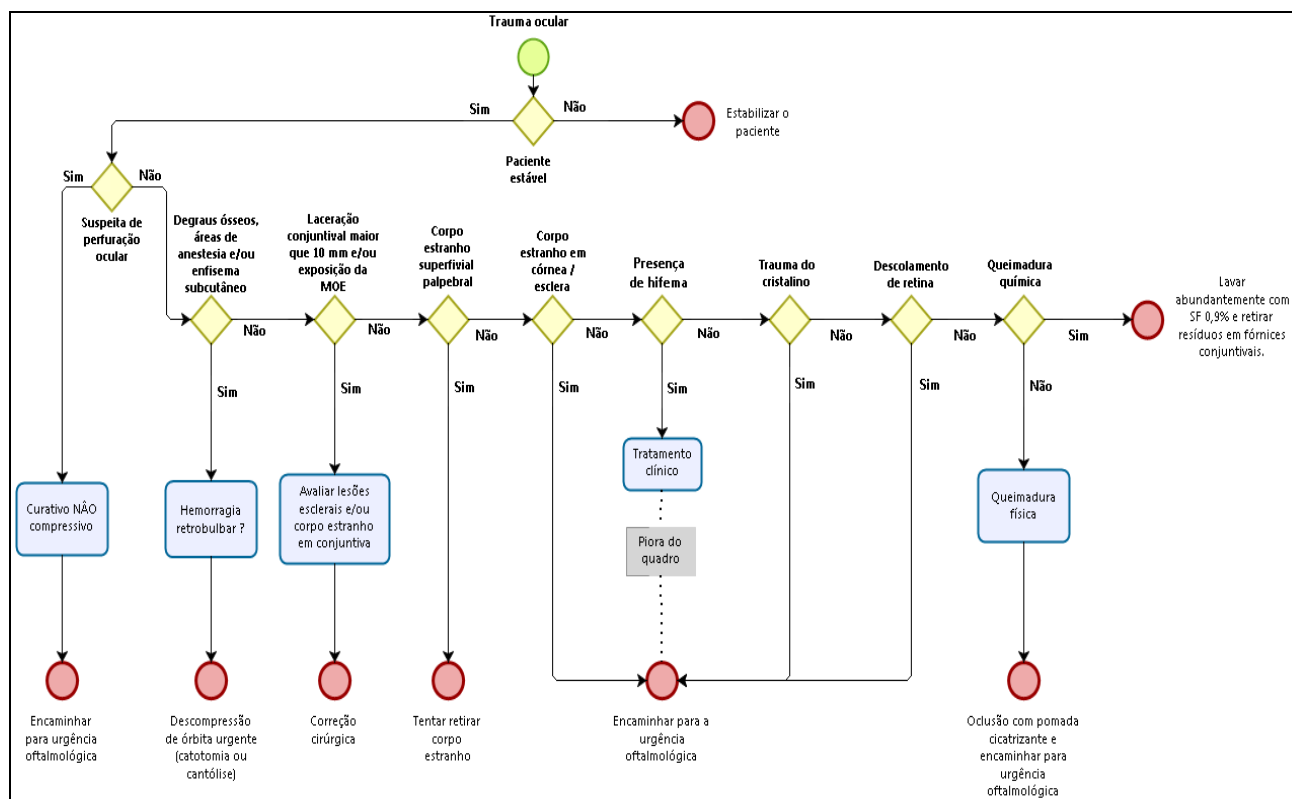 Trauma ocular
Sim
Não
Estabilizar o
paciente
Paciente
estável
Sim
Não
Suspeita de
perfuração
ocular
Degraus ósseos,
áreas de
anestesia e/ou
enfisema
subcutâneo
Laceração
conjuntival maior
que 10 mm e/ou
exposição da
MOE
Corpo
estranho
superfivial
palpebral
Corpo
estranho em
córnea /
esclera
Presença
de hifema
Trauma do
cristalino
Descolamento
de retina
Queimadura
química
Lavar
abundantemente com
SF 0,9% e retirar
resíduos em fórnices
conjuntivais.
Não
Não
Não
Não
Não
Não
Não
Sim
Sim
Sim
Sim
Sim
Sim
Sim
Sim
Não
Curativo NÂO
compressivo
Hemorragia
retrobulbar ?
Avaliar lesões
esclerais e/ou
corpo estranho
em conjuntiva
Tratamento
clínico
Queimadura
física
Piora do
quadro
Encaminhar
para urgência
oftalmológica
Descompressão
de órbita urgente
(catotomia ou
cantólise)
Correção
cirúrgica
Tentar retirar
corpo
estranho
Encaminhar para a
urgência
oftalmológica
Oclusão com pomada
cicatrizante e
encaminhar para
urgência
oftalmológica